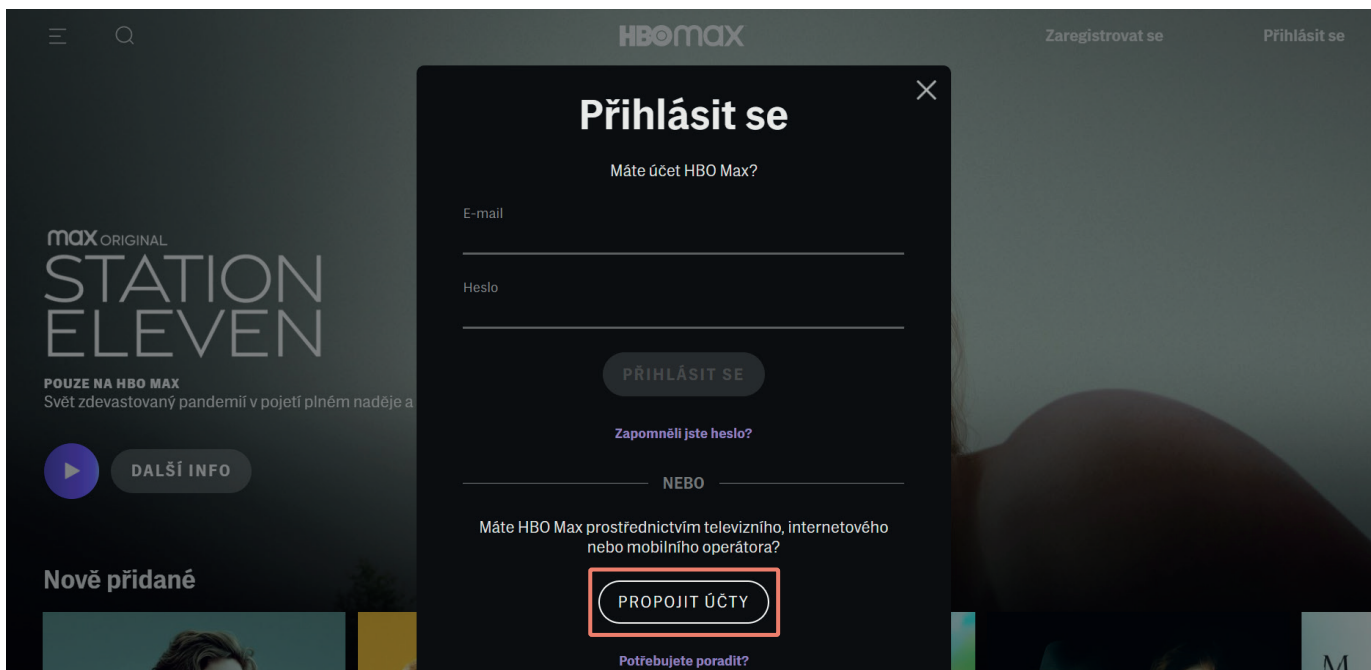 HBOMAX
Zaregistrovat se
Přihlásit se
Přihlásit se
Máte účet HBO Max?
E-mail
Heslo
PŘIHLÁSIT SE
Zapomněli jste heslo?
NEBO
Máte HBO Max prostřednictvím televizního, internetového
nebo mobilního operátora?
PROPOJIT ÚČTY
Potřebujete poradit?
max ORIGINAL
STATION
ELEVEN
POUZE NA HBO MAX
Svět zdevastovaný pandemií v pojetí plném naděje a
DALŠÍ INFO
Nově přidané
M